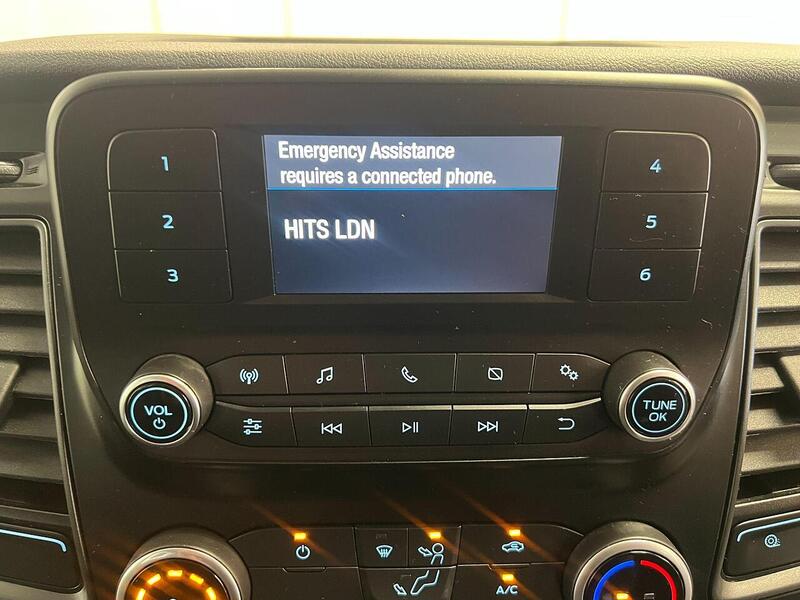 Emergency Assistance
requires a connected phone.
HITS LDN
1
2
3
4
5
6
VOL
TUNE
OK
A/C